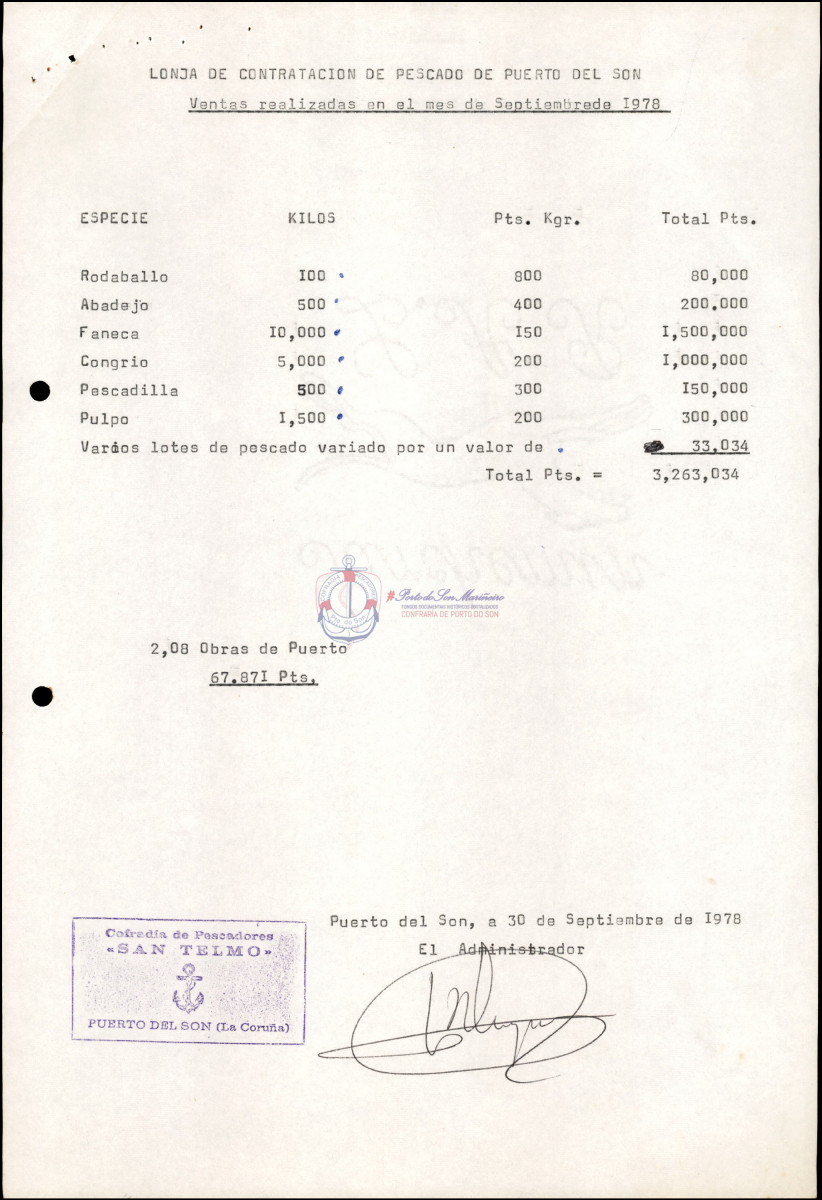 LONJA DE CONTRATACION DE PESCADO DE PUERTO DEL SON
Ventas realizadas en el mes de Septiembrede I978
ESPECIE KILOS Pts. Kgr. Total Pts.
Rodaballo I00 800 80,000
Abadejo 500 400 200.000
Faneca I0,000 I50 I,500,000
Congrio 5,000 200 I,000,000
Pescadilla 500 300 I50,000
Pulpo I,500 200 300,000
Varios lotes de pescado variado por un valor de 33,034
Total Pts. = 3,263,034
#PortodoSon Mariñeiro
FONDOS DOCUMENTAIS HISTÓRICOS DIXITALIZADOS
CONFRARÍA DE PORTO DO SON
2,08 Obras de Puerto
67.87I Pts.
Puerto del Son, a 30 de Septiembre de I978
El Administrador
Cofradía de Pescadores
«SAN TELMO»
PUERTO DEL SON (La Coruña)